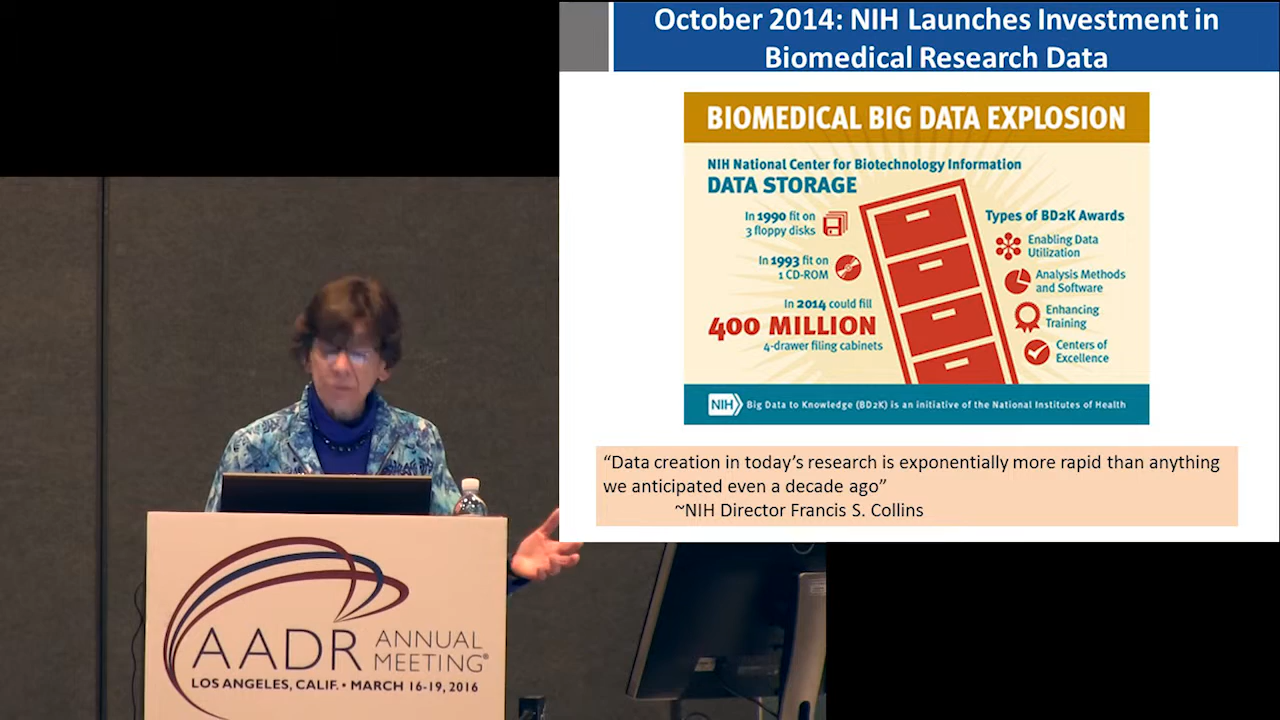 October 2014: NIH Launches Investment in
Biomedical Research Data
BIOMEDICAL BIG DATA EXPLOSION
NIH National Center for Biotechnology Information
DATA STORAGE
In 1990 fit on
3 floppy disks
In 1993 fit on
1 CD-ROM
In 2014 could fill
400 MILLION
4-drawer filing cabinets
Types of BD2K Awards
Enabling Data
Utilization
Analysis Methods
and Software
Enhancing
Training
Centers of
Excellence
NIH Big Data to Knowledge (BD2K) is an initiative of the National Institutes of Health
“Data creation in today’s research is exponentially more rapid than anything
we anticipated even a decade ago”
~NIH Director Francis S. Collins
AADR ANNUAL
MEETING®
LOS ANGELES, CALIF. • MARCH 16-19, 2016